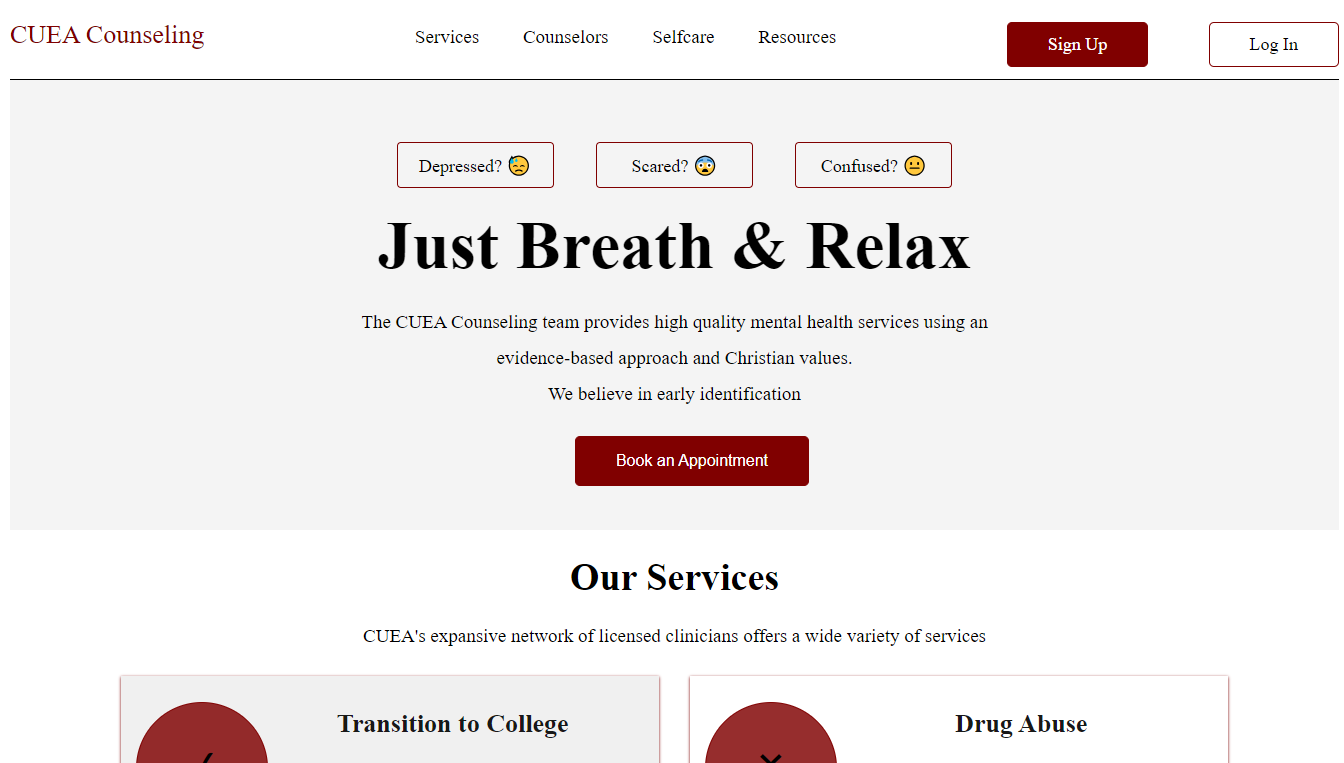 CUEA Counseling
Services
Counselors
Selfcare
Resources
Sign Up
Log In
Depressed? 😓
Scared? 😨
Confused? 😐
Just Breath & Relax
The CUEA Counseling team provides high quality mental health services using an
evidence-based approach and Christian values.
We believe in early identification
Book an Appointment
Our Services
CUEA's expansive network of licensed clinicians offers a wide variety of services
Transition to College
Drug Abuse